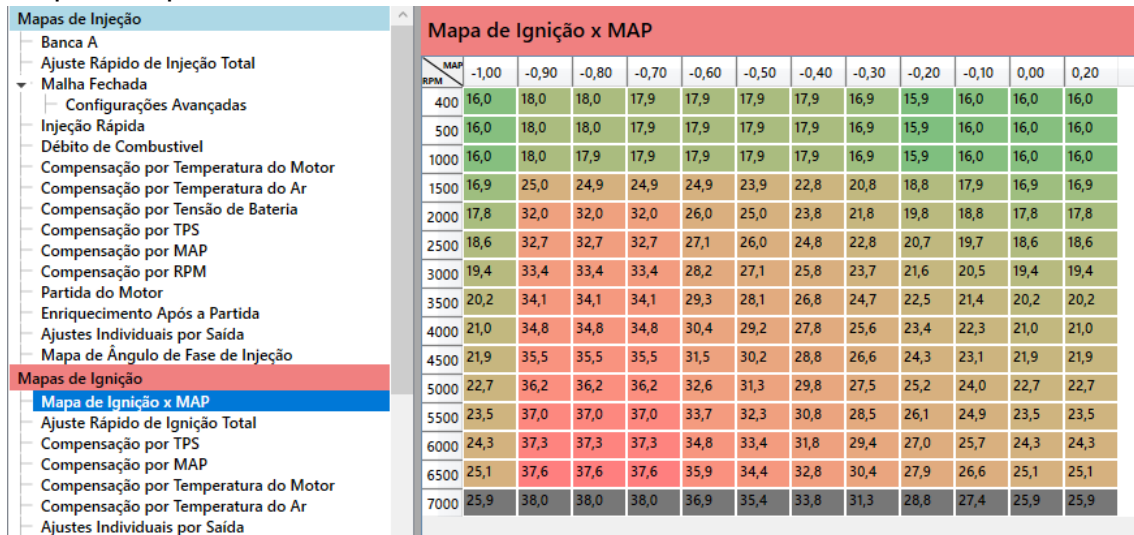 Mapas de Injeção
Banca A
Ajuste Rápido de Injeção Total
Malha Fechada
Configurações Avançadas
Injeção Rápida
Débito de Combustivel
Compensação por Temperatura do Motor
Compensação por Temperatura do Ar
Compensação por Tensão de Bateria
Compensação por TPS
Compensação por MAP
Compensação por RPM
Partida do Motor
Enriquecimento Após a Partida
Ajustes Individuais por Saída
Mapa de Ângulo de Fase de Injeção
Mapas de Ignição
Mapa de Ignição x MAP
Ajuste Rápido de Ignição Total
Compensação por TPS
Compensação por MAP
Compensação por Temperatura do Motor
Compensação por Temperatura do Ar
Ajustes Individuais por Saída
Mapa de Ignição x MAP
MAP RPM -1,00 -0,90 -0,80 -0,70 -0,60 -0,50 -0,40 -0,30 -0,20 -0,10 0,00 0,20
400 16,0 18,0 18,0 17,9 17,9 17,9 17,9 16,9 15,9 16,0 16,0 16,0
500 16,0 18,0 18,0 17,9 17,9 17,9 17,9 16,9 15,9 16,0 16,0 16,0
1000 16,0 18,0 17,9 17,9 17,9 17,9 17,9 16,9 15,9 16,0 16,0 16,0
1500 16,9 25,0 24,9 24,9 24,9 23,9 22,8 20,8 18,8 17,9 16,9 16,9
2000 17,8 32,0 32,0 32,0 26,0 25,0 23,8 21,8 19,8 18,8 17,8 17,8
2500 18,6 32,7 32,7 32,7 27,1 26,0 24,8 22,8 20,7 19,7 18,6 18,6
3000 19,4 33,4 33,4 33,4 28,2 27,1 25,8 23,7 21,6 20,5 19,4 19,4
3500 20,2 34,1 34,1 34,1 29,3 28,1 26,8 24,7 22,5 21,4 20,2 20,2
4000 21,0 34,8 34,8 34,8 30,4 29,2 27,8 25,6 23,4 22,3 21,0 21,0
4500 21,9 35,5 35,5 35,5 31,5 30,2 28,8 26,6 24,3 23,1 21,9 21,9
5000 22,7 36,2 36,2 36,2 32,6 31,3 29,8 27,5 25,2 24,0 22,7 22,7
5500 23,5 37,0 37,0 37,0 33,7 32,3 30,8 28,5 26,1 24,9 23,5 23,5
6000 24,3 37,3 37,3 37,3 34,8 33,4 31,8 29,4 27,0 25,7 24,3 24,3
6500 25,1 37,6 37,6 37,6 35,9 34,4 32,8 30,4 27,9 26,6 25,1 25,1
7000 25,9 38,0 38,0 38,0 36,9 35,4 33,8 31,3 28,8 27,4 25,9 25,9